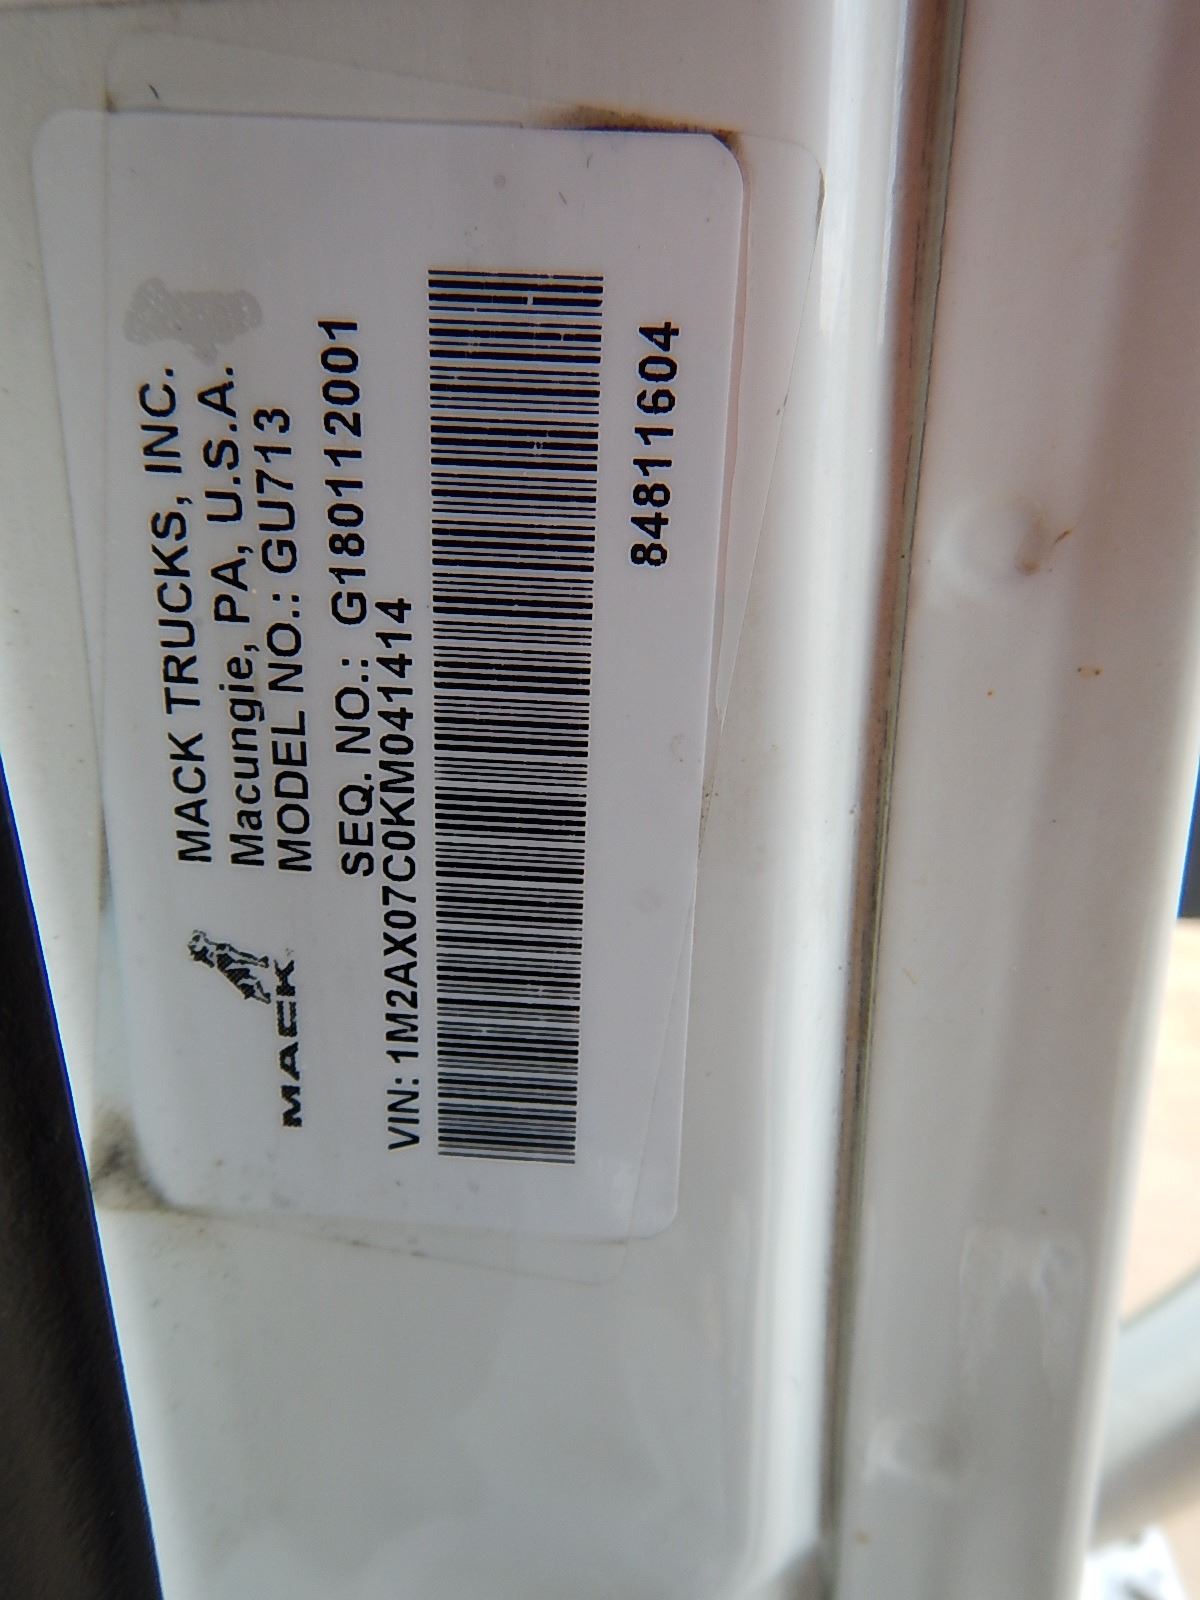 MACK TRUCKS, INC.
Macungie, PA, U.S.A.
MODEL NO.: GU713
MACK
SEQ. NO.: G180112001
VIN: 1M2AX07C0KM041414
84811604